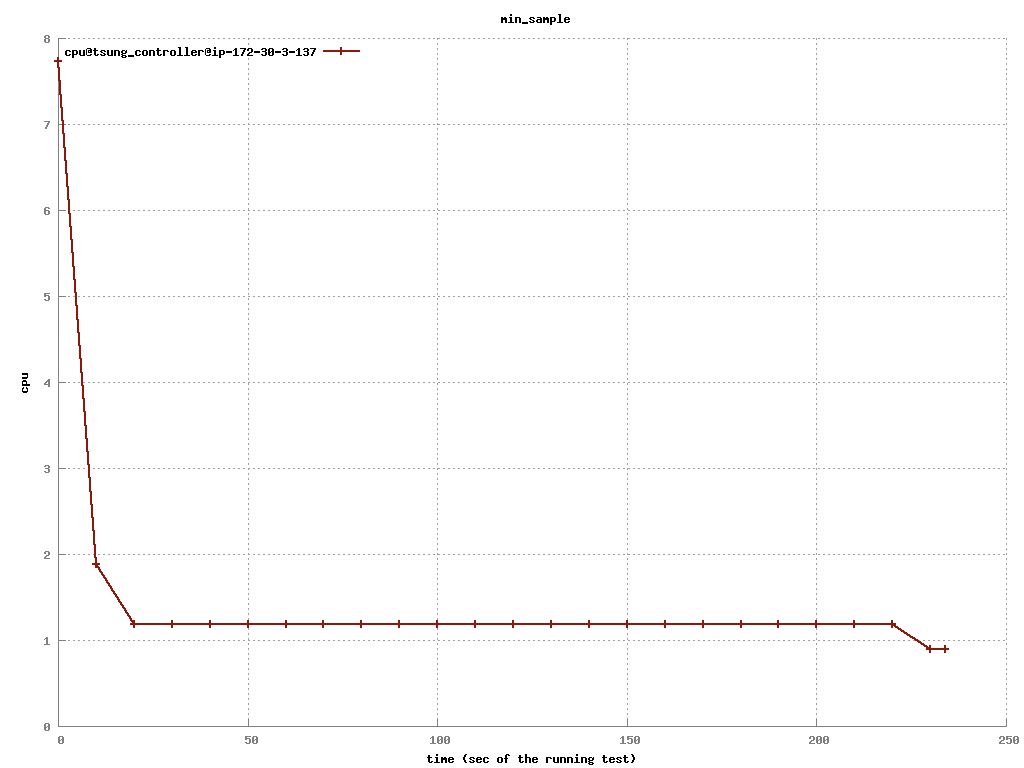 min_sample
8
cpu@tsung_controller@ip-172-30-3-137
7
6
5
cpu
4
3
2
1
0
0 50 100 150 200 250
time (sec of the running test)